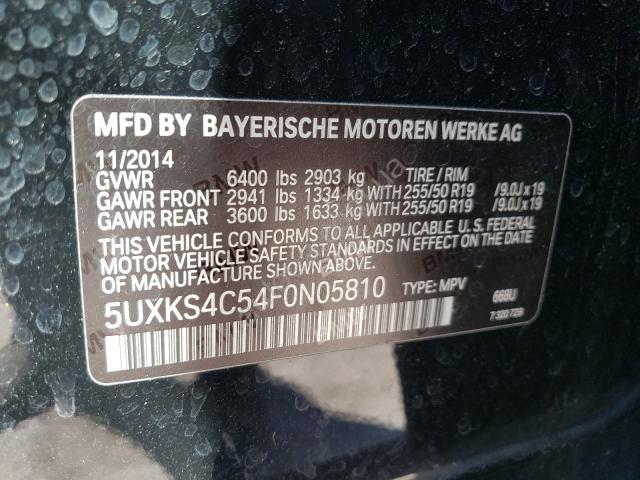 MFD BY BAYERISCHE MOTOREN WERKE AG
11/2014
GVWR 6400 lbs 2903 kg TIRE / RIM
GAWR FRONT 2941 lbs 1334 kg WITH 255/50 R19 /9.0J x 19
GAWR REAR 3600 lbs 1633 kg WITH 255/50 R19 /9.0J x 19
THIS VEHICLE CONFORMS TO ALL APPLICABLE U.S. FEDERAL
MOTOR VEHICLE SAFETY STANDARDS IN EFFECT ON THE DATE
OF MANUFACTURE SHOWN ABOVE.
5UXKS4C54F0N05810 TYPE: MPV 668U
7 320 729